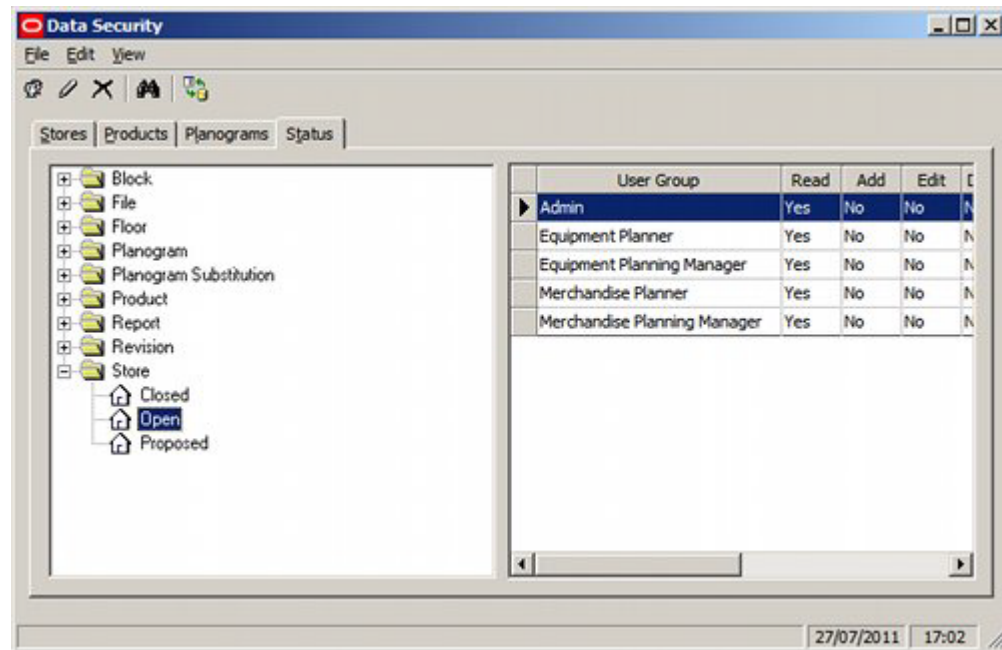 Data Security
File Edit View
Stores Products Planograms Status
Block
File
Floor
Planogram
Planogram Substitution
Product
Report
Revision
Store
Closed
Open
Proposed
User Group Read Add Edit
Admin Yes No No
Equipment Planner Yes No No
Equipment Planning Manager Yes No No
Merchandise Planner Yes No No
Merchandise Planning Manager Yes No No
27/07/2011 17:02